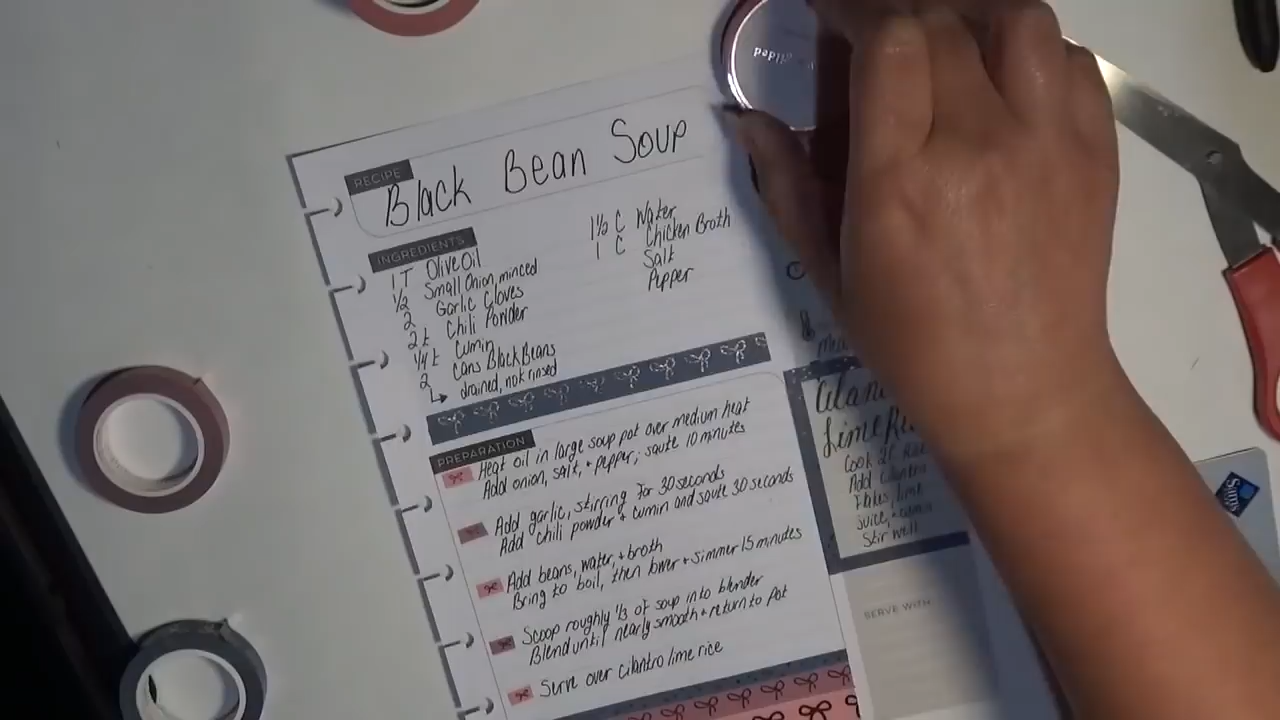 RECIPE
Black Bean Soup
INGREDIENTS
1 T Olive Oil
1/2 Small Onion, minced
2 Garlic Cloves
2 t Chili Powder
1/4 t Cumin
2 Cans Black Beans
drained, not rinsed
1 1/2 C Water
1 C Chicken Broth
Salt
Pepper
PREPARATION
Heat oil in large soup pot over medium heat
Add onion, salt, + pepper; saute 10 minutes
Add garlic, stirring for 30 seconds
Add chili powder + cumin and saute 30 seconds
Add beans, water, + broth
Bring to boil, then lower + simmer 15 minutes
Scoop roughly 1/3 of soup into blender
Blend until nearly smooth + return to pot
Serve over cilantro lime rice
Lime
Cook
Add
lime
juice, +
Stir well
SERVE WITH
Sam's